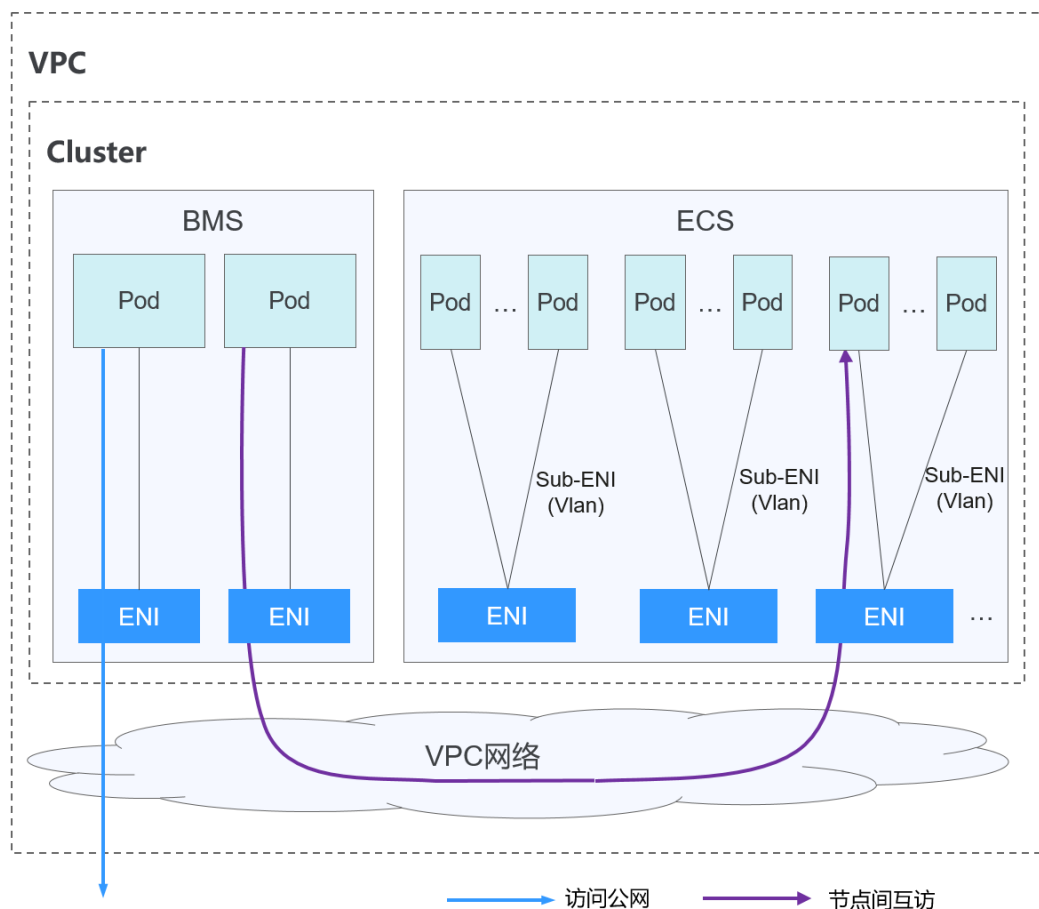 VPC
Cluster
BMS
ECS
Pod
Pod
Pod
...
Pod
Pod
...
Pod
Pod
...
Pod
Sub-ENI
(Vlan)
Sub-ENI
(Vlan)
Sub-ENI
(Vlan)
ENI
ENI
ENI
ENI
ENI
...
VPC网络
访问公网
节点间互访